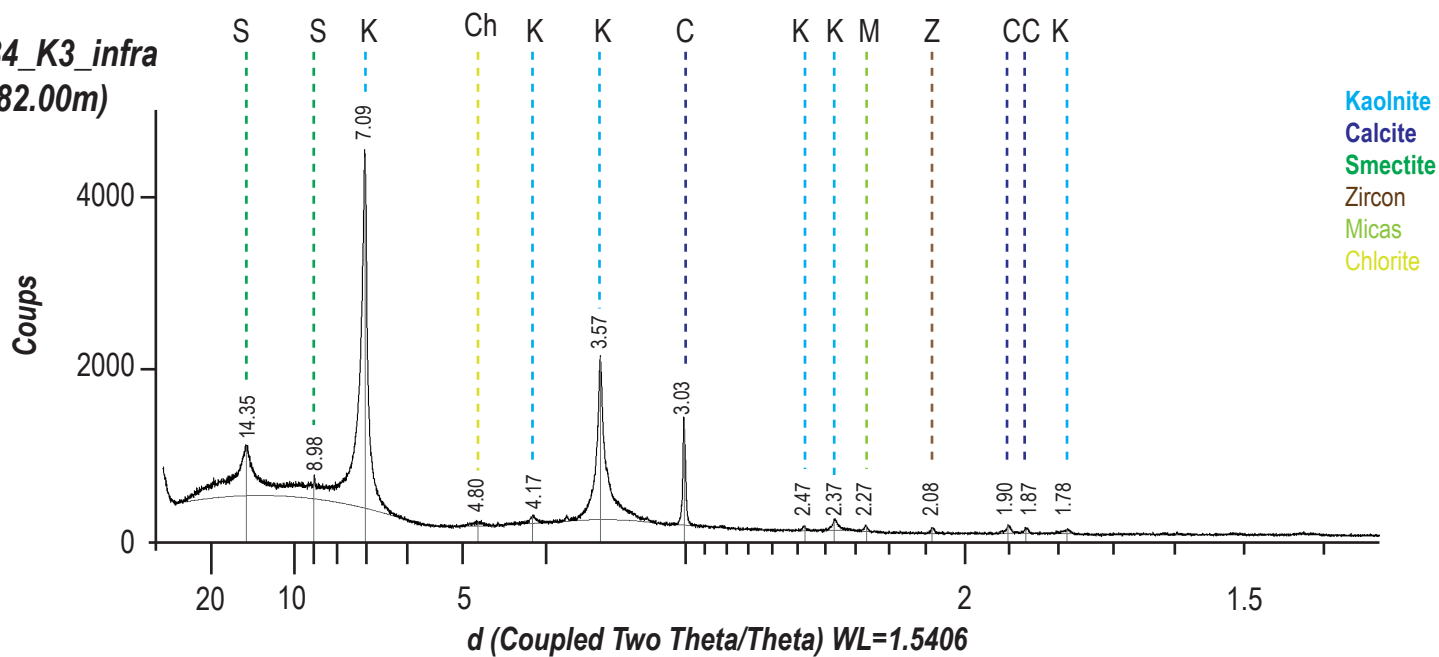 S S K Ch K K C K K M Z C C K
4_K3_infra
82.00m)
Kaolnite
Calcite
Smectite
Zircon
Micas
Chlorite
4000
2000
0
Coups
14.35
8.98
7.09
4.80
4.17
3.57
3.03
2.47
2.37
2.27
2.08
1.90
1.87
1.78
20 10 5 2 1.5
d (Coupled Two Theta/Theta) WL=1.5406